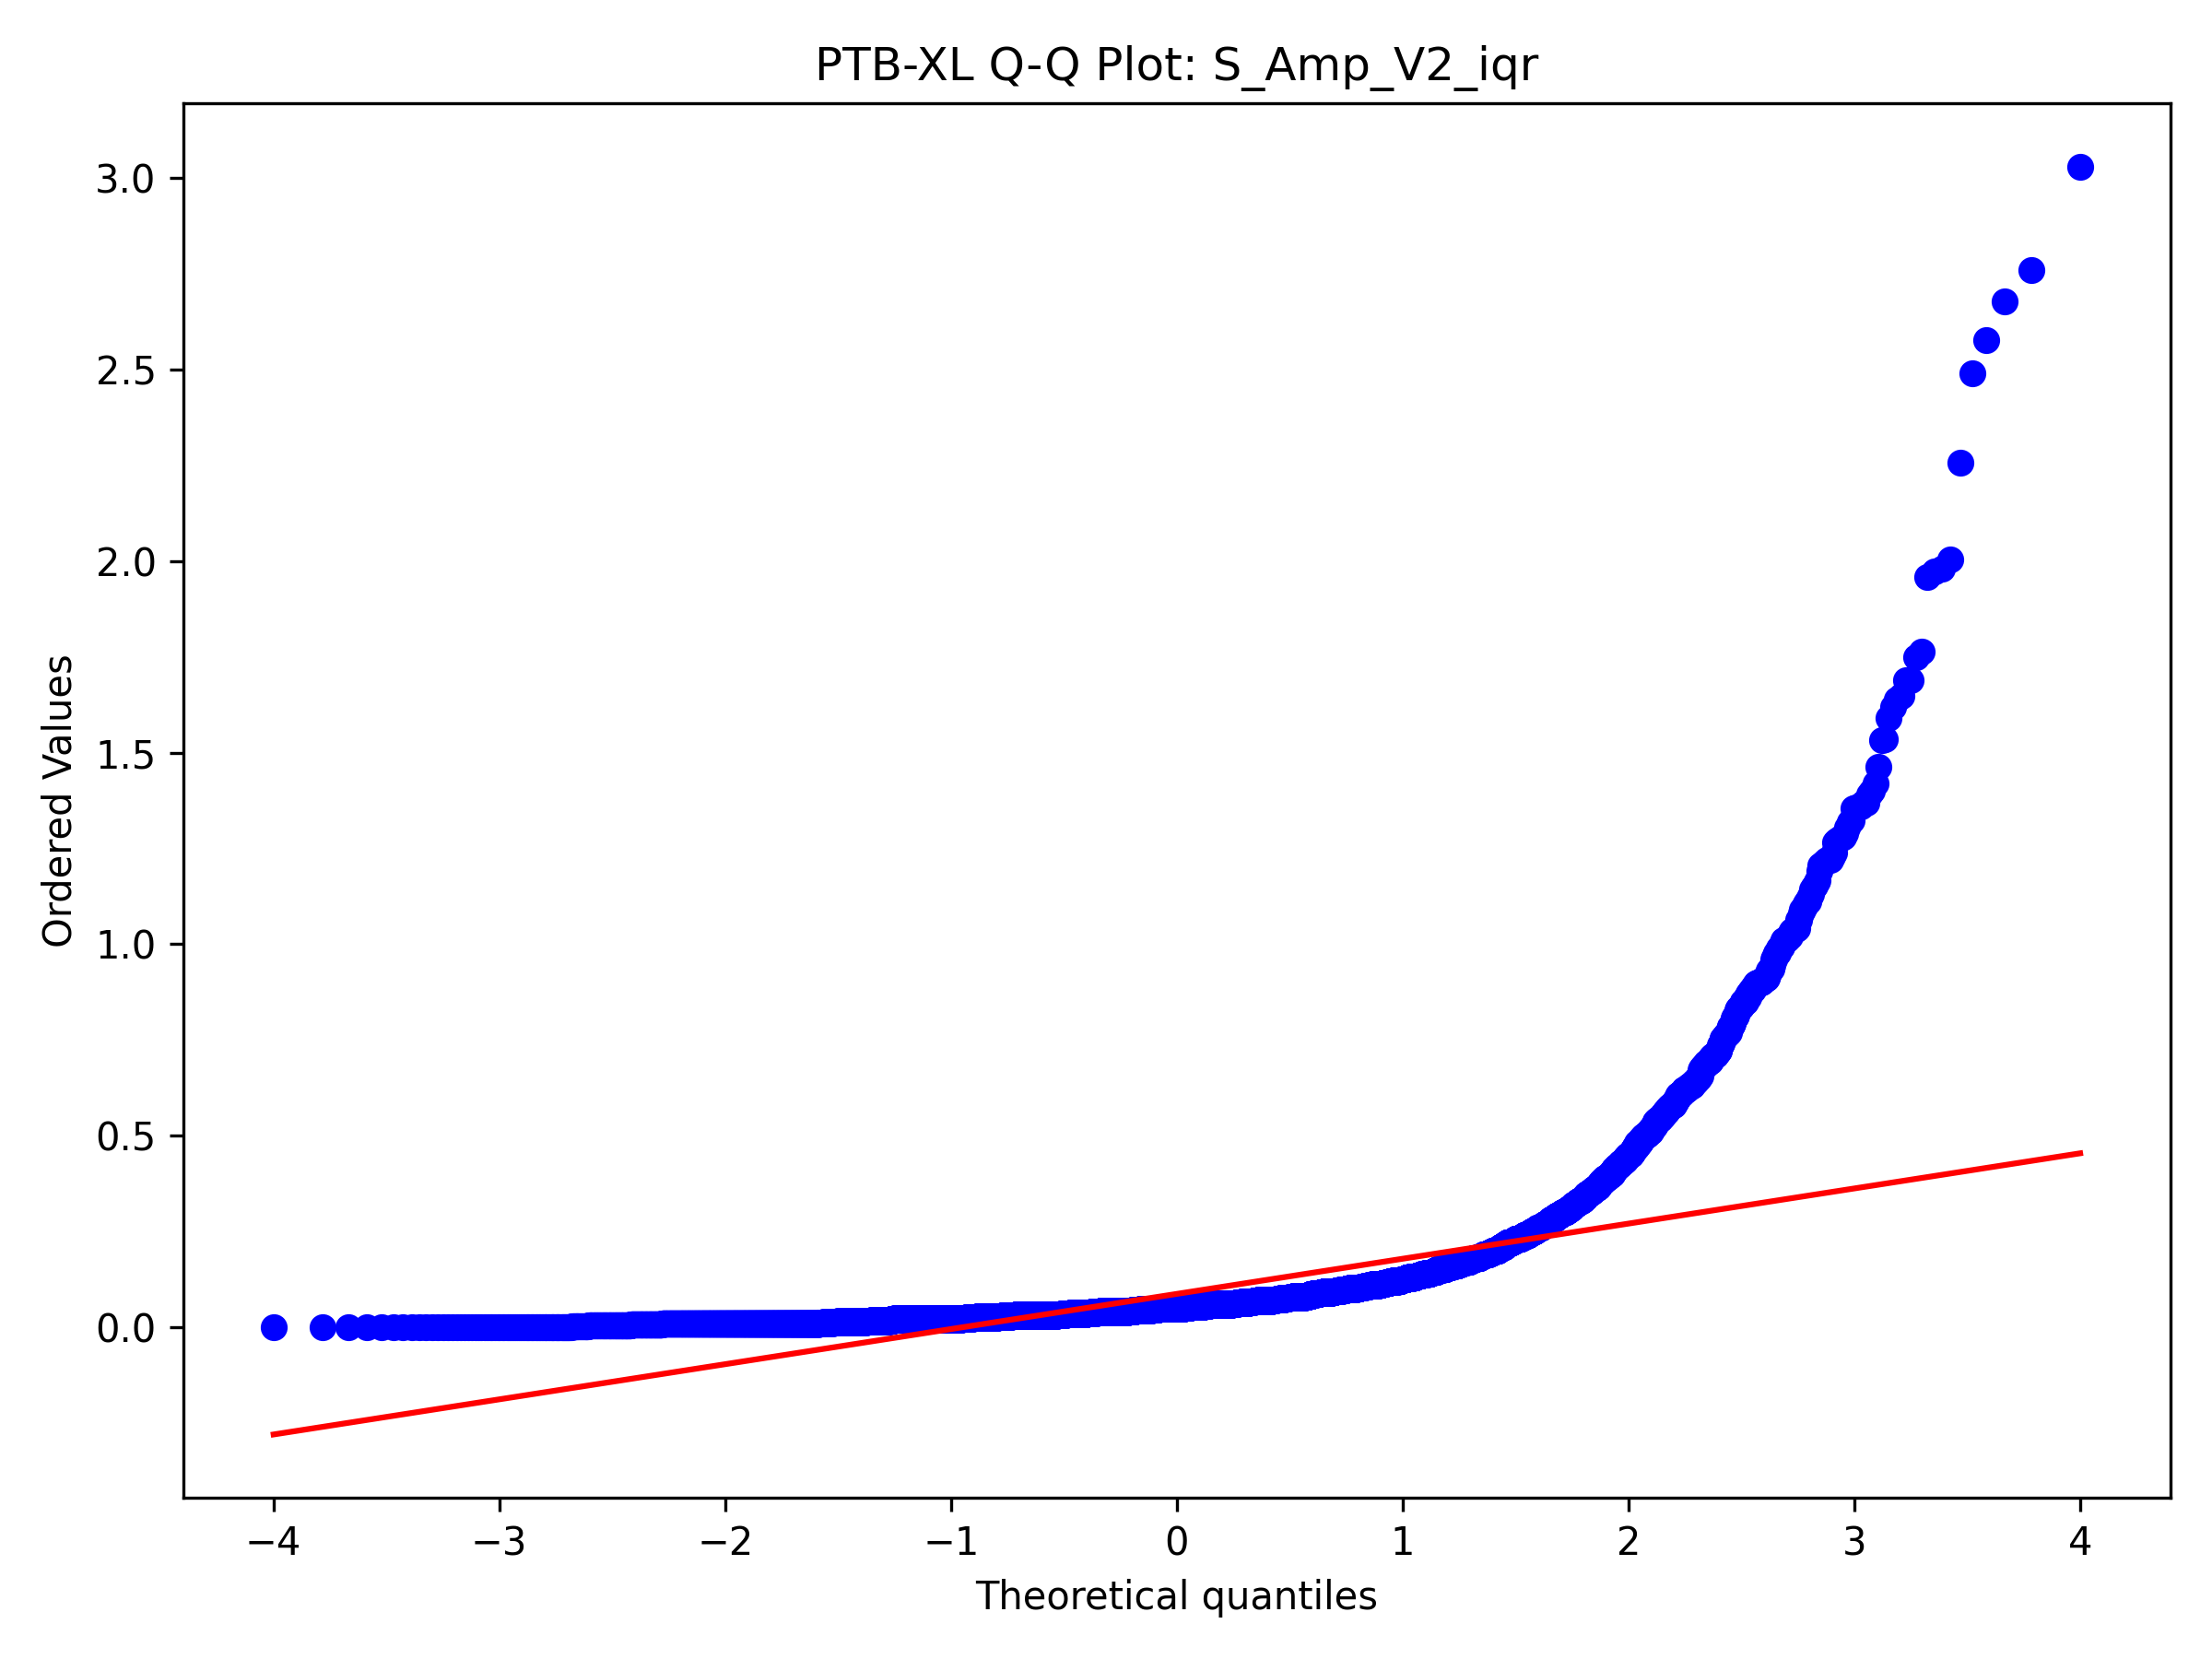 PTB-XL Q-Q Plot: S_Amp_V2_iqr
3.0
2.5
2.0
1.5
1.0
0.5
0.0
Ordered Values
−4 −3 −2 −1 0 1 2 3 4
Theoretical quantiles